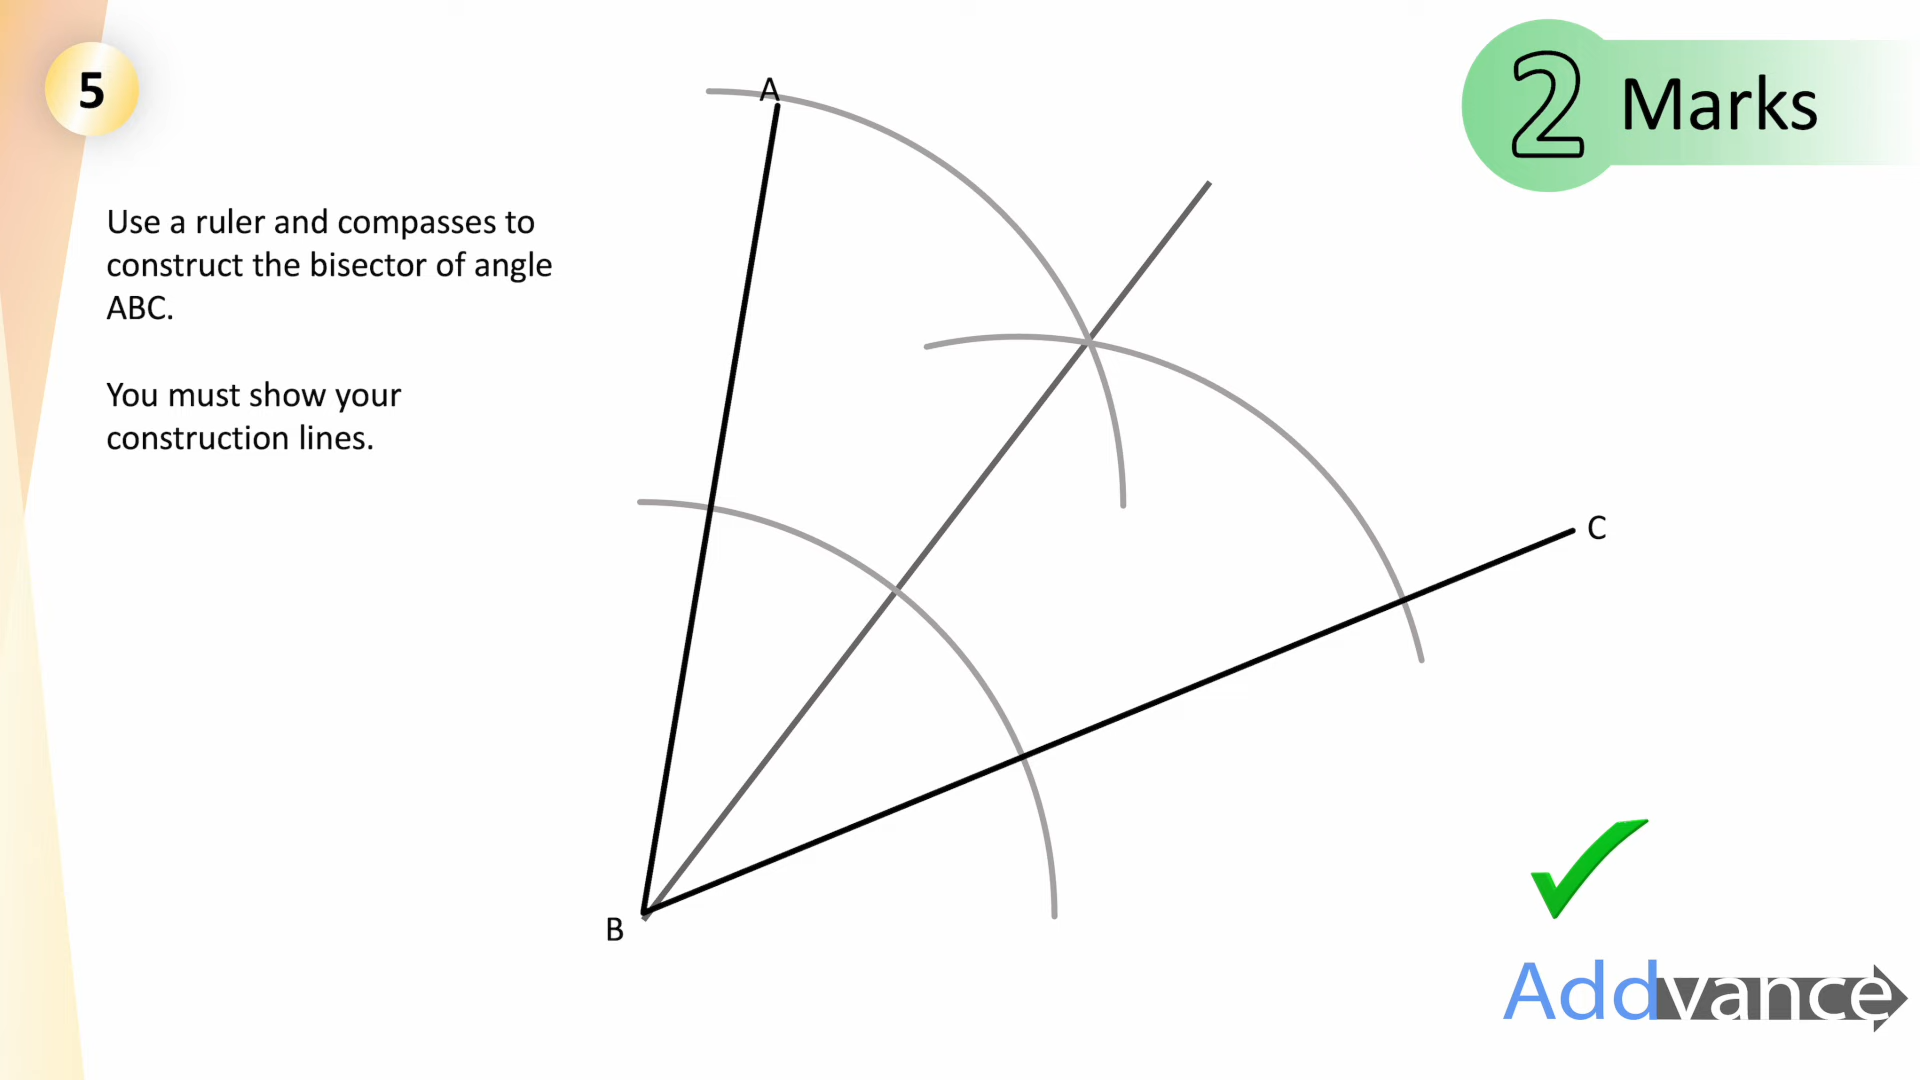 5
2 Marks
Use a ruler and compasses to
construct the bisector of angle
ABC.
You must show your
construction lines.
A
C
B
Addvance